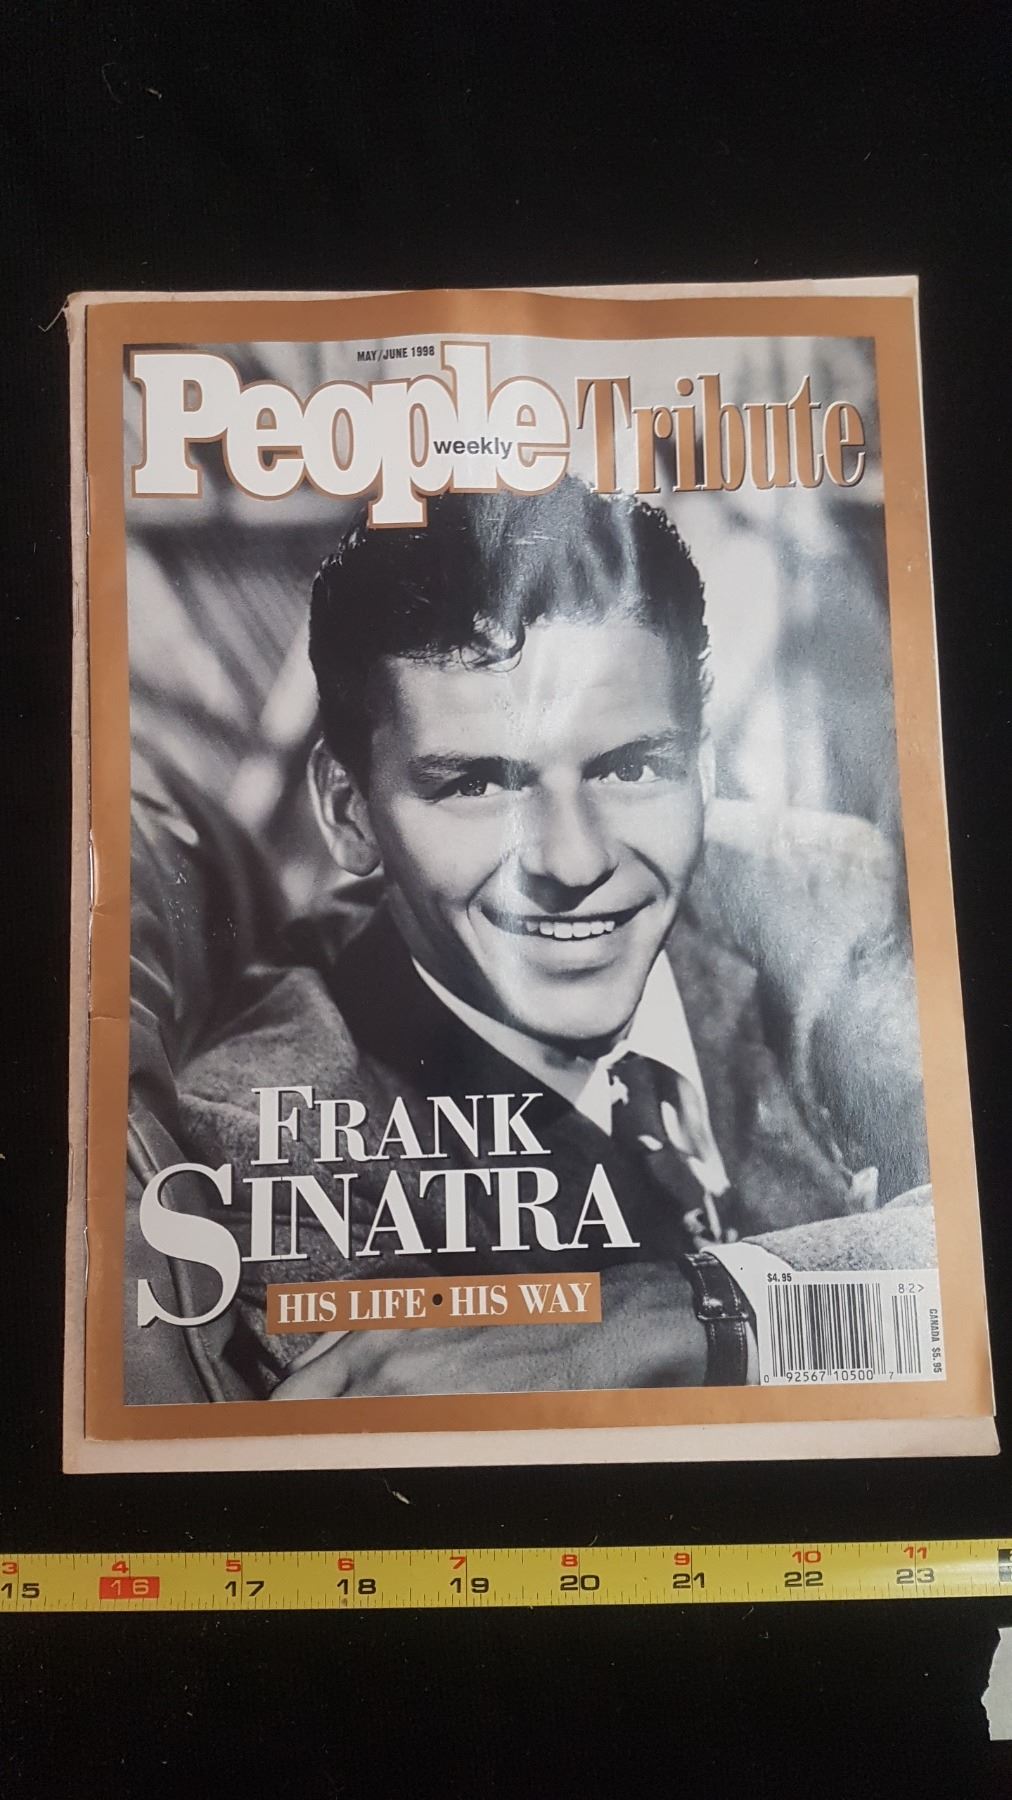 MAY/JUNE 1998
People weekly Tribute
FRANK
SINATRA
HIS LIFE • HIS WAY
$4.95
82>
CANADA $5.95
0 92567 10500 7
3 4 5 6 7 8 9 10 11
15 16 17 18 19 20 21 22 23